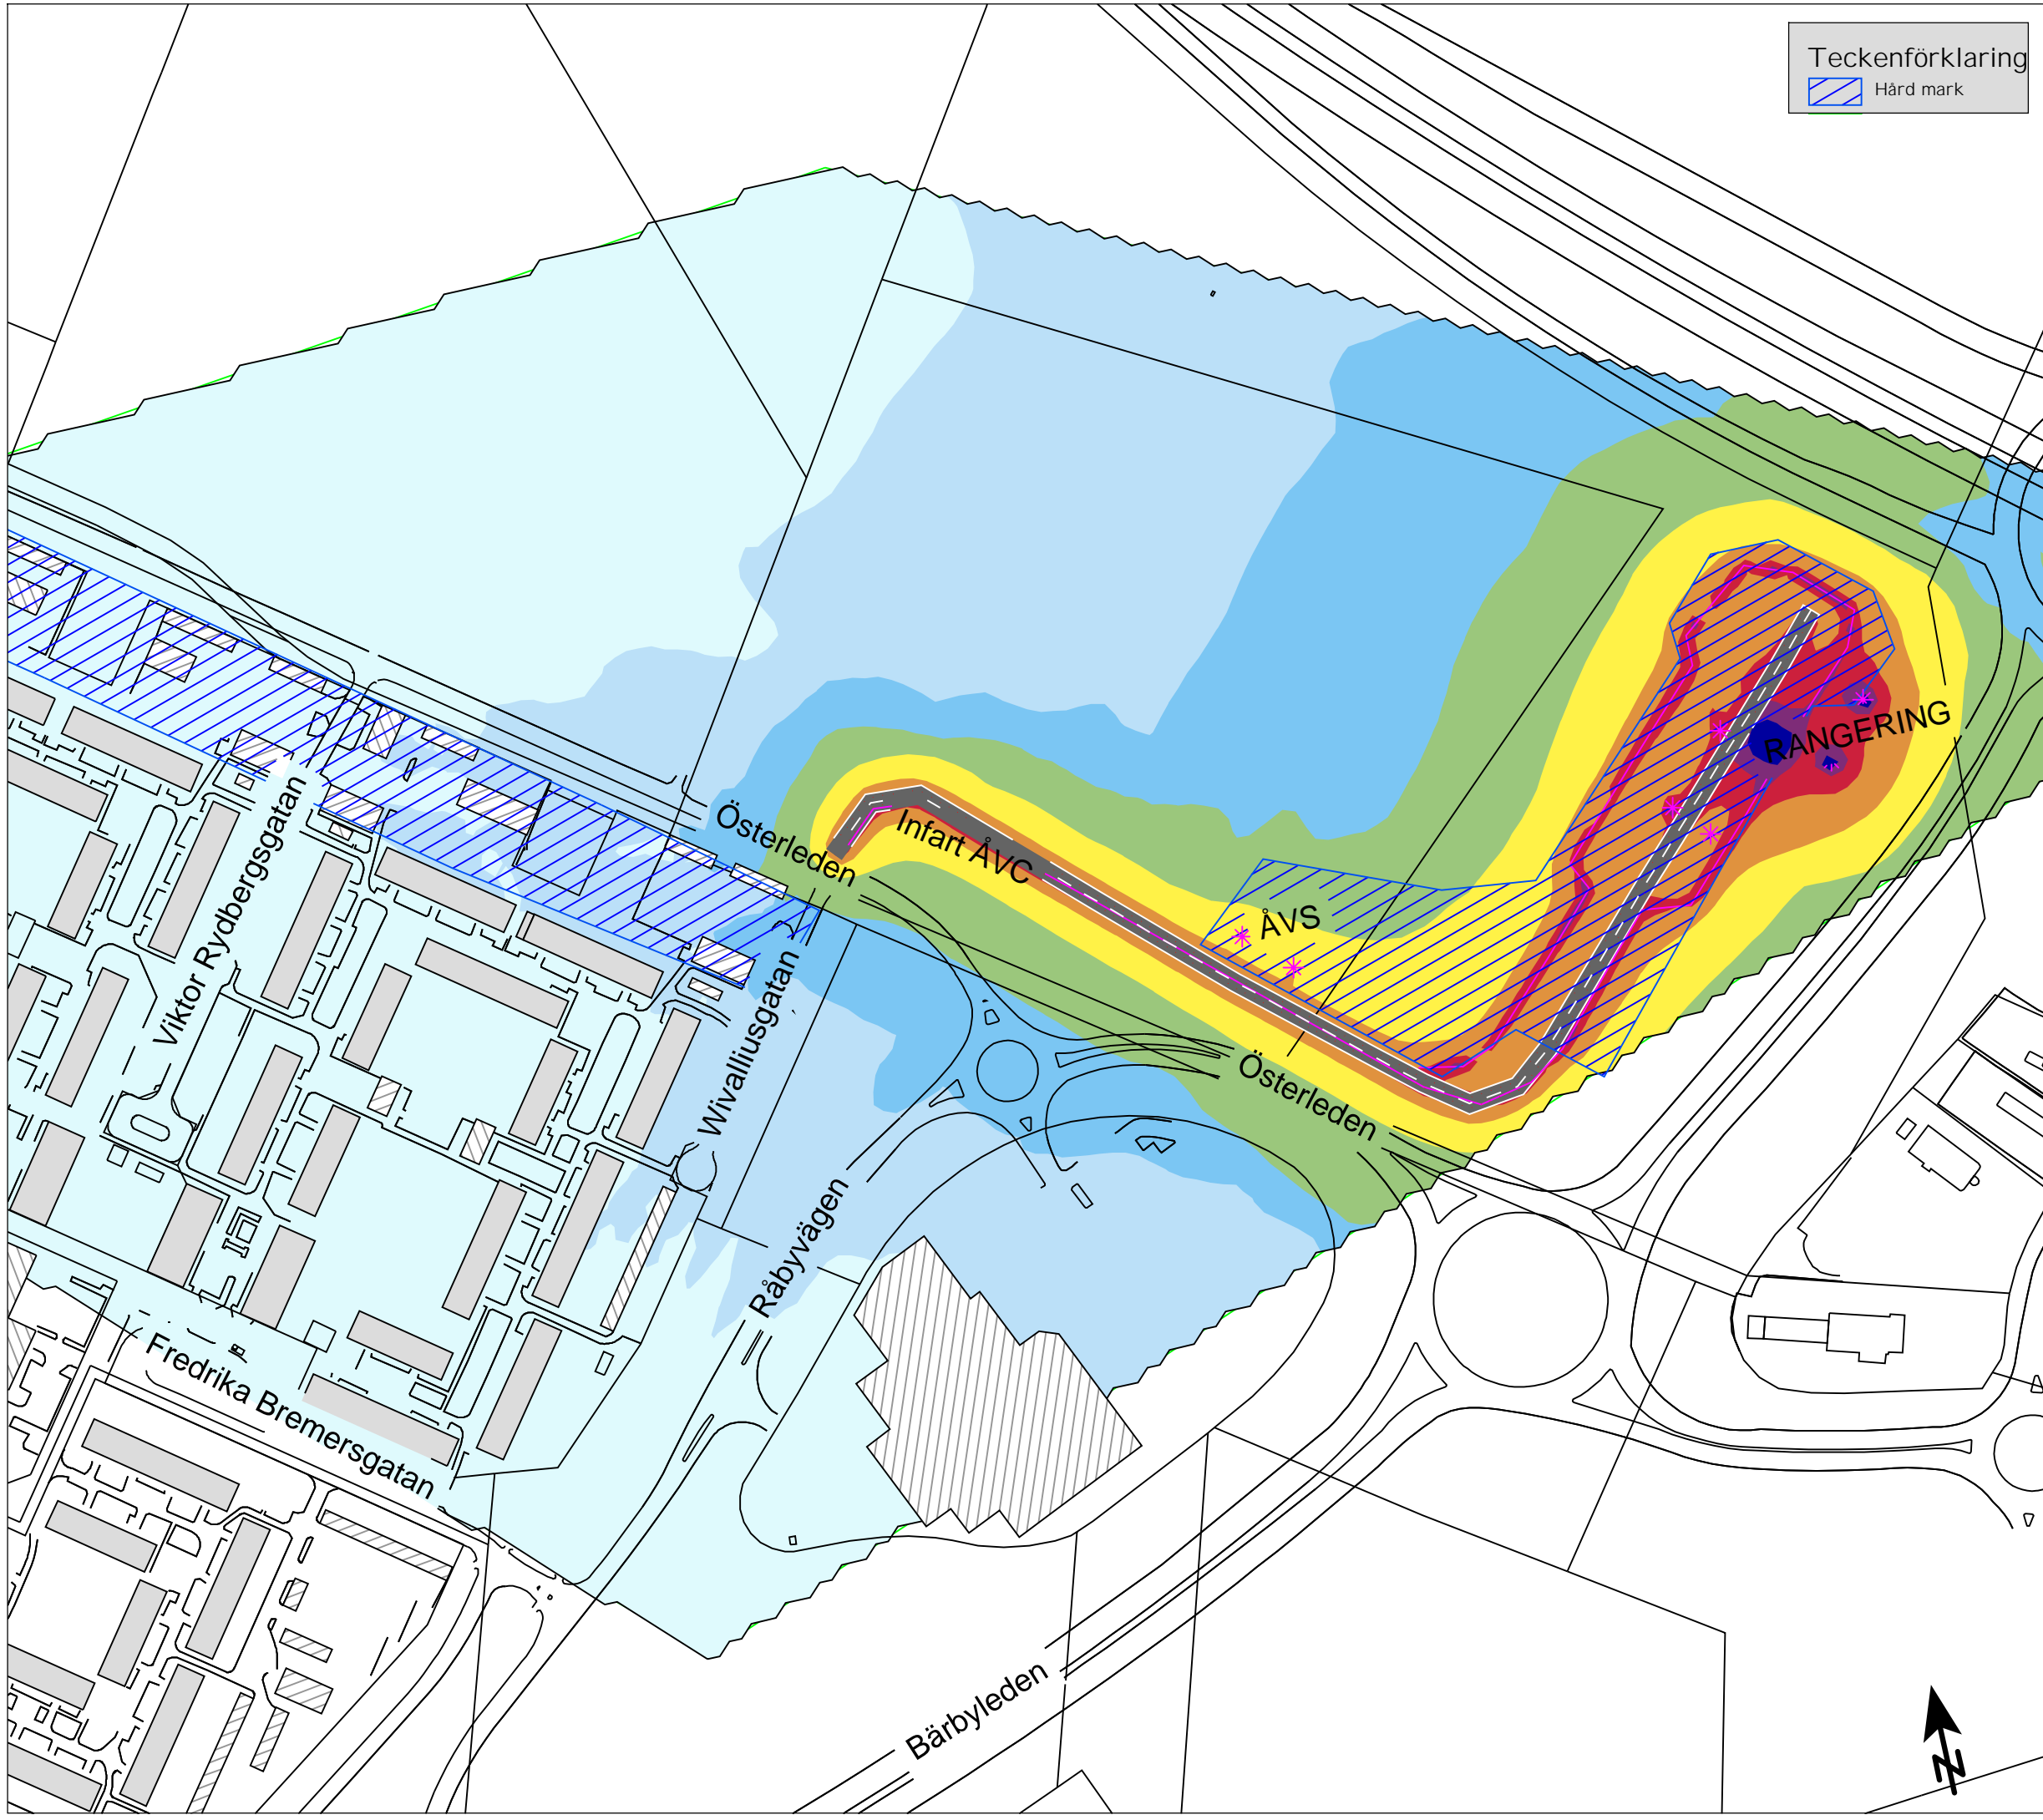 Teckenförklaring
Hård mark
RANGERING
Österleden
Infart ÅVC
ÅVS
Viktor Rydbergsgatan
Wivalliusgatan
Österleden
Råbyvägen
Fredrika Bremersgatan
Bärbyleden
N